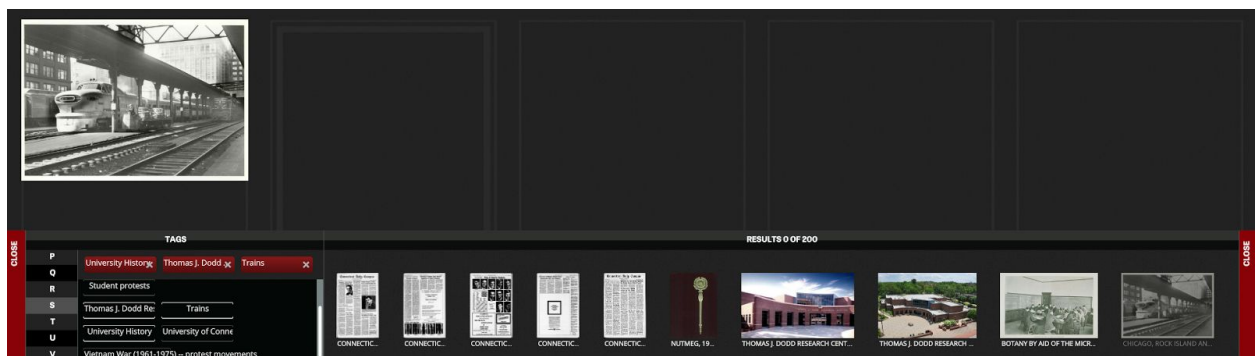 TAGS
RESULTS 0 OF 200
CLOSE
CLOSE
P
Q
R
S
T
U
V
University History x
Thomas J. Dodd x
Trains x
Student protests
Thomas J. Dodd Re
Trains
University History
University of Conne
Vietnam War (1961-1975) -- protest movements
CONNECTIC...
CONNECTIC...
CONNECTIC...
CONNECTIC...
CONNECTIC...
NUTMEG, 19...
THOMAS J. DODD RESEARCH CENT...
THOMAS J. DODD RESEARCH ...
BOTANY BY AID OF THE MICR...
CHICAGO, ROCK ISLAND AN...